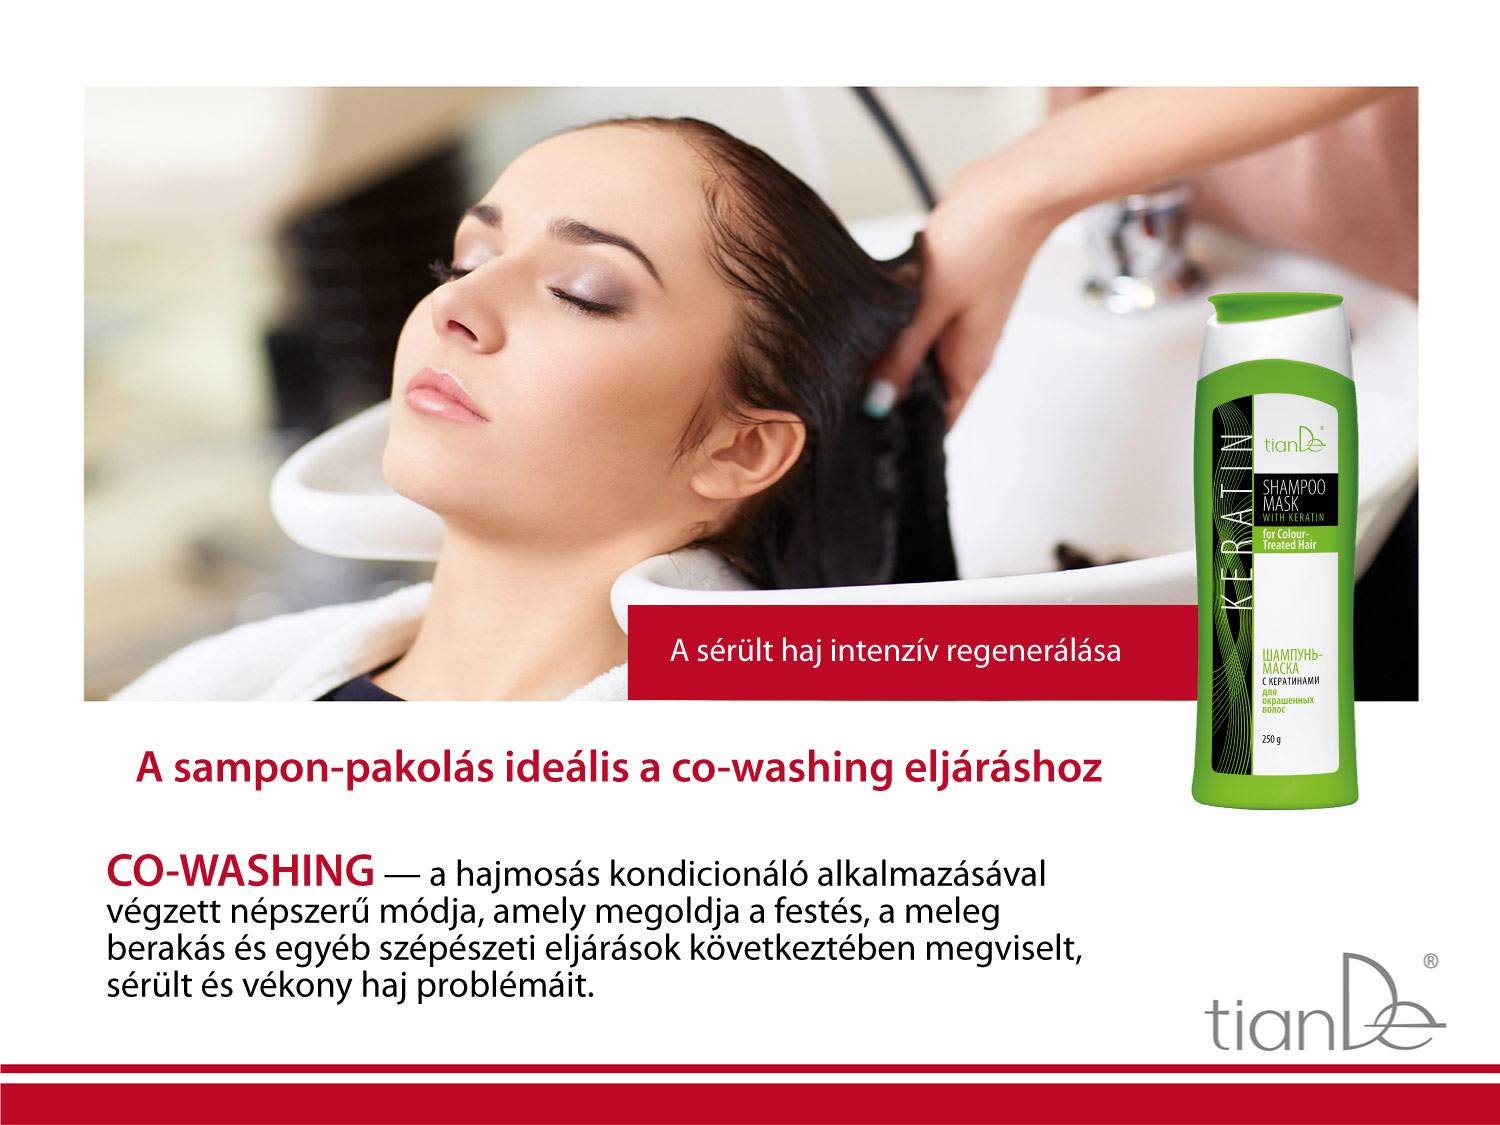 tianDe®
KERATIN
SHAMPOO
MASK
WITH KERATIN
for Colour-
Treated Hair
ШАМПУНЬ-
МАСКА
С КЕРАТИНАМИ
для
окрашенных
волос
250 g
A sérült haj intenzív regenerálása
A sampon-pakolás ideális a co-washing eljáráshoz
CO-WASHING — a hajmosás kondicionáló alkalmazásával
végzett népszerű módja, amely megoldja a festés, a meleg
berakás és egyéb szépészeti eljárások következtében megviselt,
sérült és vékony haj problémáit.
tianDe®